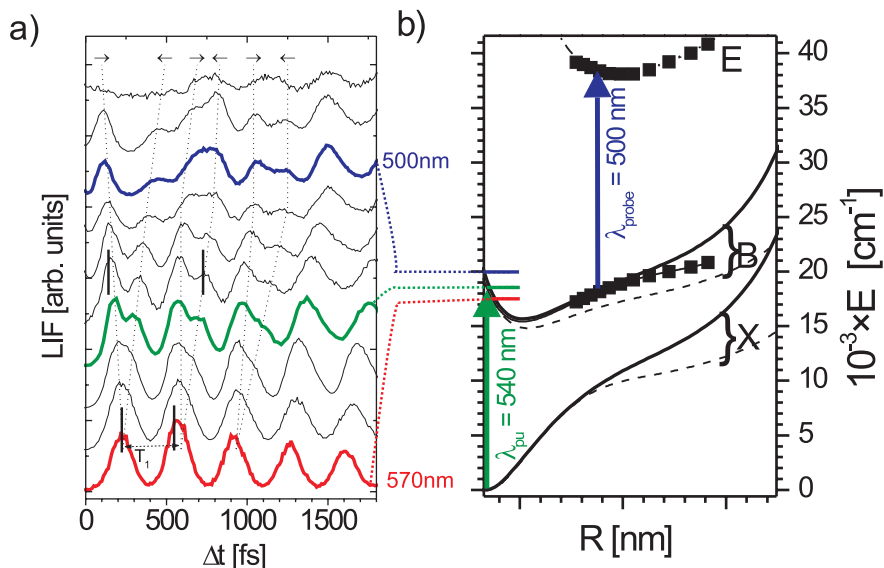 a)
LIF [arb. units]
T₁
0 500 1000 1500
Δt [fs]
500nm
570nm
b)
E
B
X
λprobe = 500 nm
λpu = 540 nm
40
35
30
25
20
15
10
5
0
10⁻³×E [cm⁻¹]
R [nm]